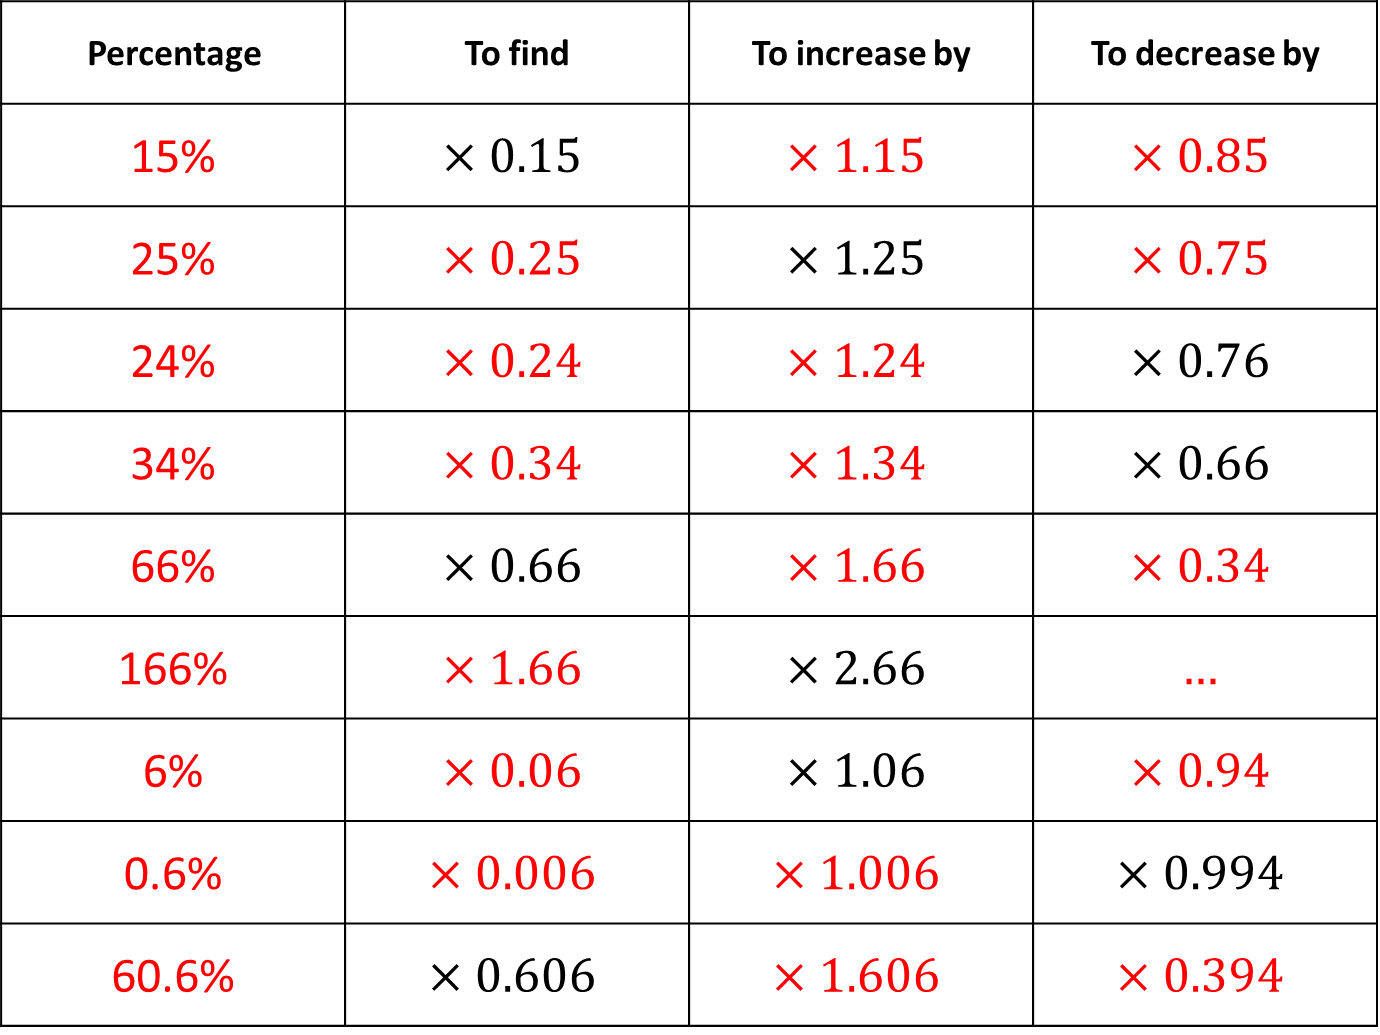 Percentage To find To increase by To decrease by
15% × 0.15 × 1.15 × 0.85
25% × 0.25 × 1.25 × 0.75
24% × 0.24 × 1.24 × 0.76
34% × 0.34 × 1.34 × 0.66
66% × 0.66 × 1.66 × 0.34
166% × 1.66 × 2.66 ...
6% × 0.06 × 1.06 × 0.94
0.6% × 0.006 × 1.006 × 0.994
60.6% × 0.606 × 1.606 × 0.394